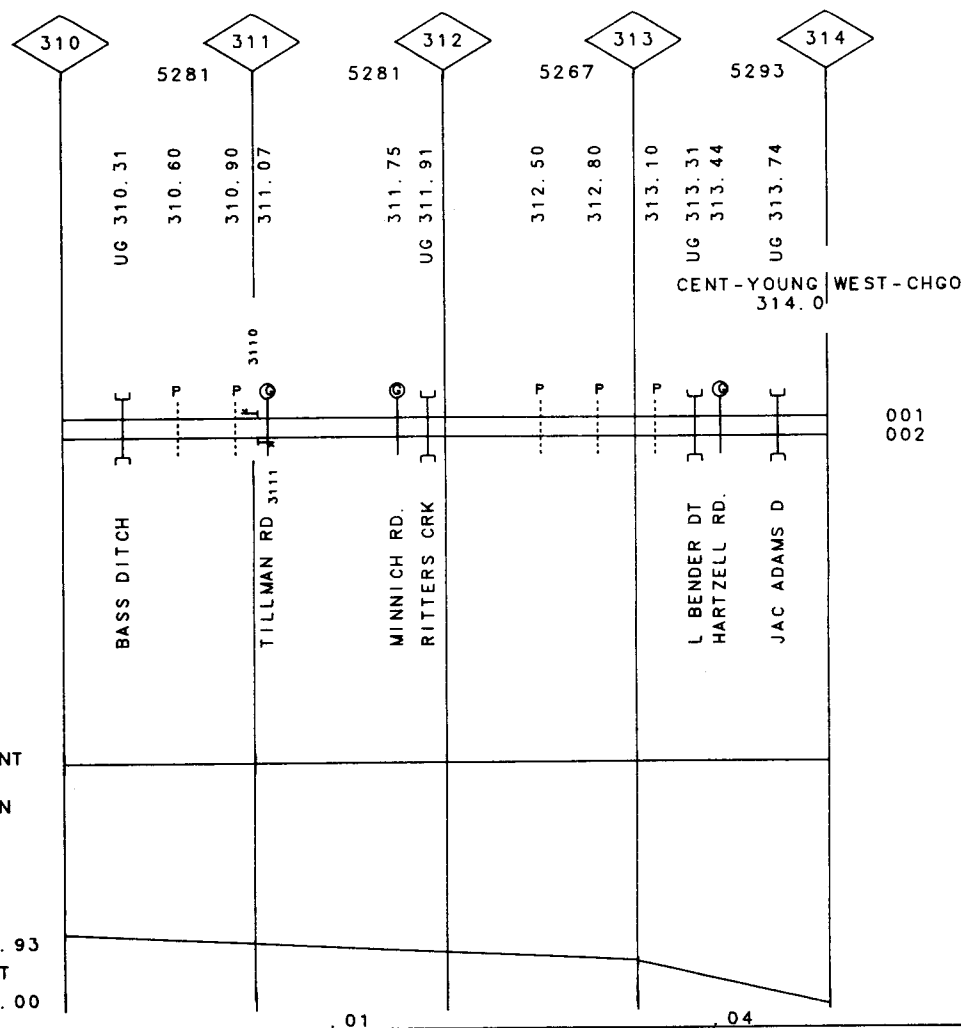 310 311 312 313 314
5281 5281 5267 5293
UG 310.31
310.60
310.90
311.07
311.75
UG 311.91
312.50
312.80
313.10
UG 313.31
313.44
UG 313.74
CENT-YOUNG WEST-CHGO
314.0
3110
P P G G P P P G
001
002
3111
BASS DITCH
TILLMAN RD
MINNICH RD.
RITTERS CRK
L BENDER DT
HARTZELL RD.
JAC ADAMS D
NT
N
.93
T
.00
.01 .04